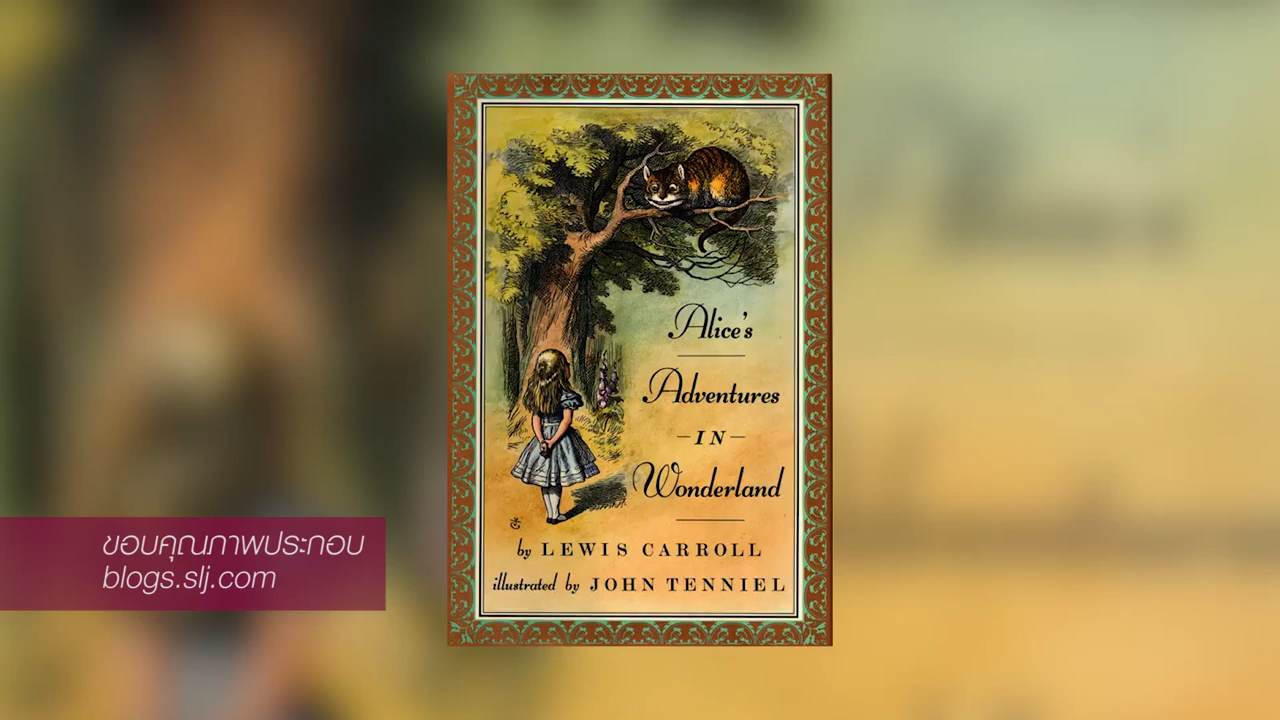 Alice's
Adventures
IN
Wonderland
by LEWIS CARROLL
illustrated by JOHN TENNIEL
ขอบคุณภาพประกอบ
blogs.slj.com